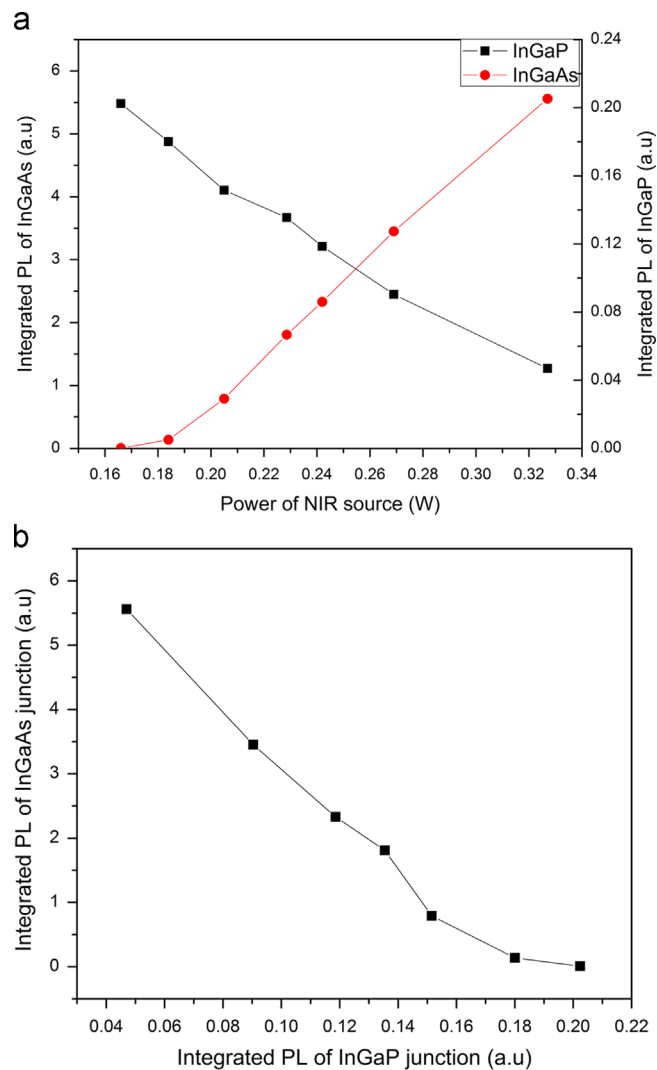 a
InGaP
InGaAs
Integrated PL of InGaAs (a.u)
6
5
4
3
2
1
0
0.24
0.20
0.16
0.12
0.08
0.04
0.00
Integrated PL of InGaP (a.u)
0.16 0.18 0.20 0.22 0.24 0.26 0.28 0.30 0.32 0.34
Power of NIR source (W)
b
Integrated PL of InGaAs junction (a.u)
6
5
4
3
2
1
0
0.04 0.06 0.08 0.10 0.12 0.14 0.16 0.18 0.20 0.22
Integrated PL of InGaP junction (a.u)